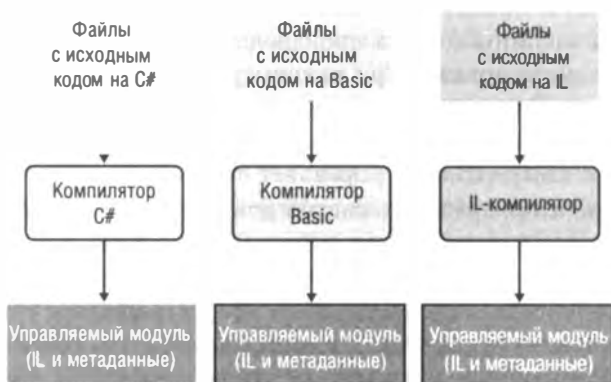 Файлы
с исходным
кодом на C#
Файлы
с исходным
кодом на Basic
Файлы
с исходным
кодом на IL
Компилятор
C#
Компилятор
Basic
IL-компилятор
Управляемый модуль
(IL и метаданные)
Управляемый модуль
(IL и метаданные)
Управляемый модуль
(IL и метаданные)